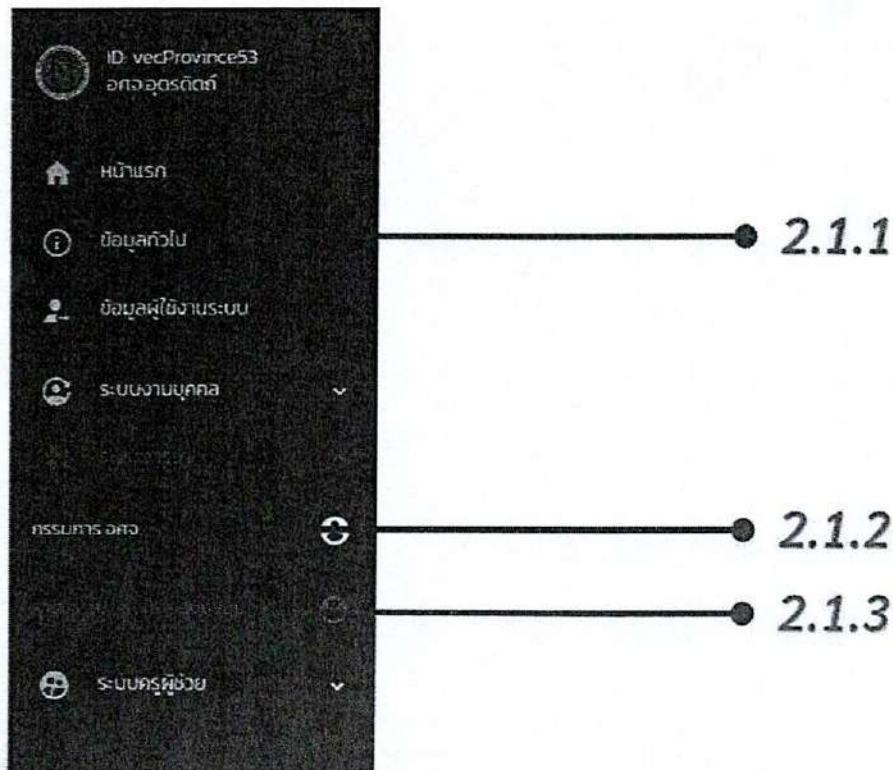 ID: vecProvince53
อศจ.อุตรดิตถ์
หน้าแรก
ข้อมูลทั่วไป
2.1.1
ข้อมูลผู้ใช้งานระบบ
ระบบงานบุคคล
กรรมการ อศจ
2.1.2
2.1.3
ระบบครูผู้ช่วย